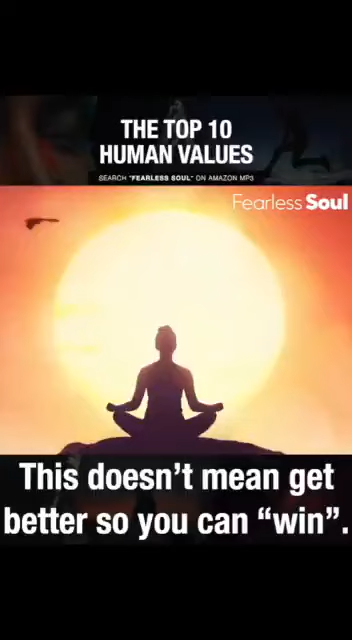 THE TOP 10
HUMAN VALUES
SEARCH "FEARLESS SOUL" ON AMAZON MP3
Fearless Soul
This doesn't mean get
better so you can “win”.